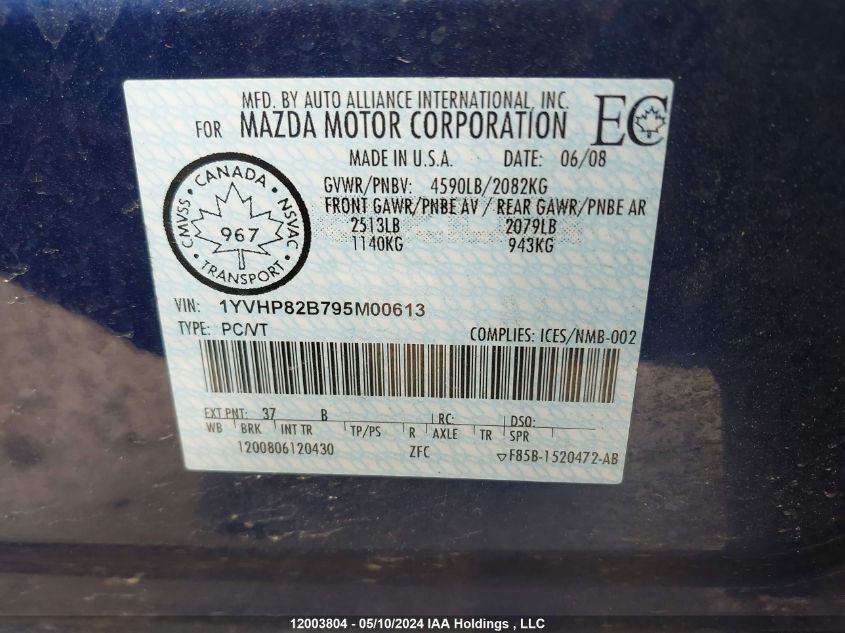 MFD. BY AUTO ALLIANCE INTERNATIONAL, INC.
FOR MAZDA MOTOR CORPORATION
EC
MADE IN U.S.A. DATE: 06/08
GVWR/PNBV: 4590LB/2082KG
FRONT GAWR/PNBE AV / REAR GAWR/PNBE AR
2513LB 2079LB
1140KG 943KG
CANADA
CMVSS 967 NSVAC
TRANSPORT
VIN: 1YVHP82B795M00613
TYPE: PC/VT COMPLIES: ICES/NMB-002
EXT PNT: 37 B RC: DSO:
WB BRK INT TR TP/PS R AXLE TR SPR
1200806120430 ZFC F85B-1520472-AB
12003804 - 05/10/2024 IAA Holdings , LLC